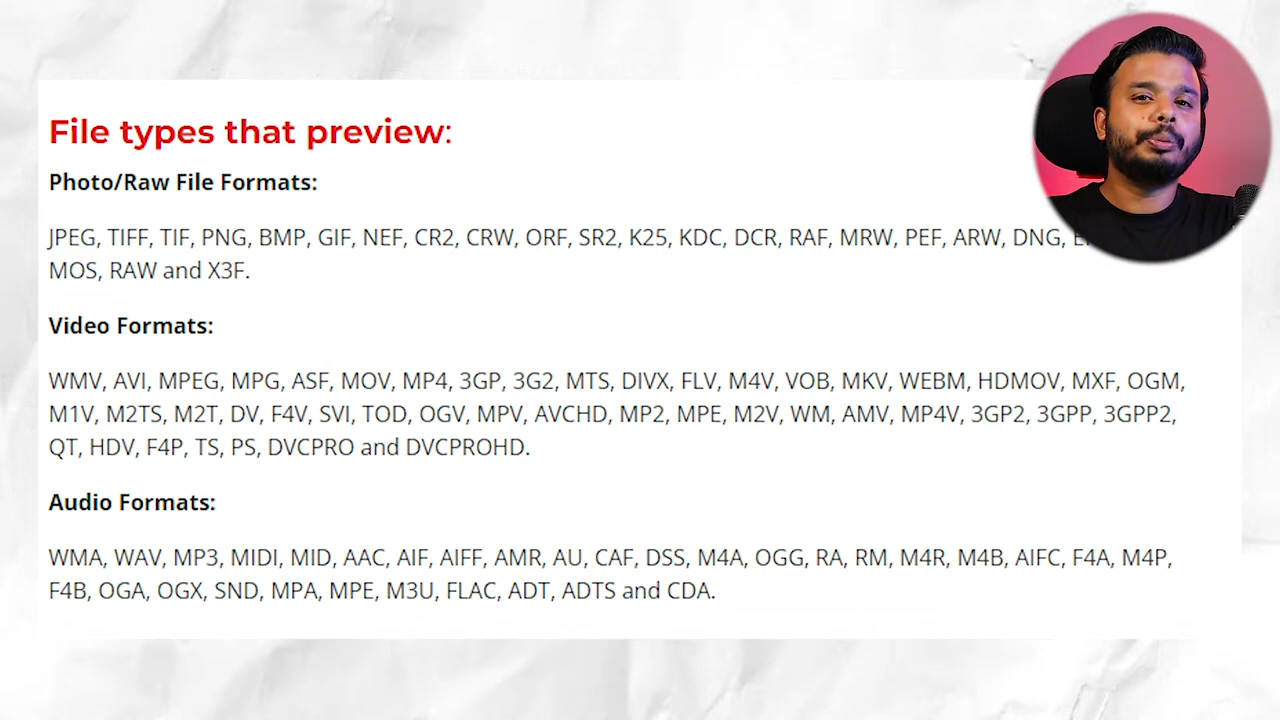 File types that preview:
Photo/Raw File Formats:
JPEG, TIFF, TIF, PNG, BMP, GIF, NEF, CR2, CRW, ORF, SR2, K25, KDC, DCR, RAF, MRW, PEF, ARW, DNG,
MOS, RAW and X3F.
Video Formats:
WMV, AVI, MPEG, MPG, ASF, MOV, MP4, 3GP, 3G2, MTS, DIVX, FLV, M4V, VOB, MKV, WEBM, HDMOV, MXF, OGM,
M1V, M2TS, M2T, DV, F4V, SVI, TOD, OGV, MPV, AVCHD, MP2, MPE, M2V, WM, AMV, MP4V, 3GP2, 3GPP, 3GPP2,
QT, HDV, F4P, TS, PS, DVCPRO and DVCPROHD.
Audio Formats:
WMA, WAV, MP3, MIDI, MID, AAC, AIF, AIFF, AMR, AU, CAF, DSS, M4A, OGG, RA, RM, M4R, M4B, AIFC, F4A, M4P,
F4B, OGA, OGX, SND, MPA, MPE, M3U, FLAC, ADT, ADTS and CDA.